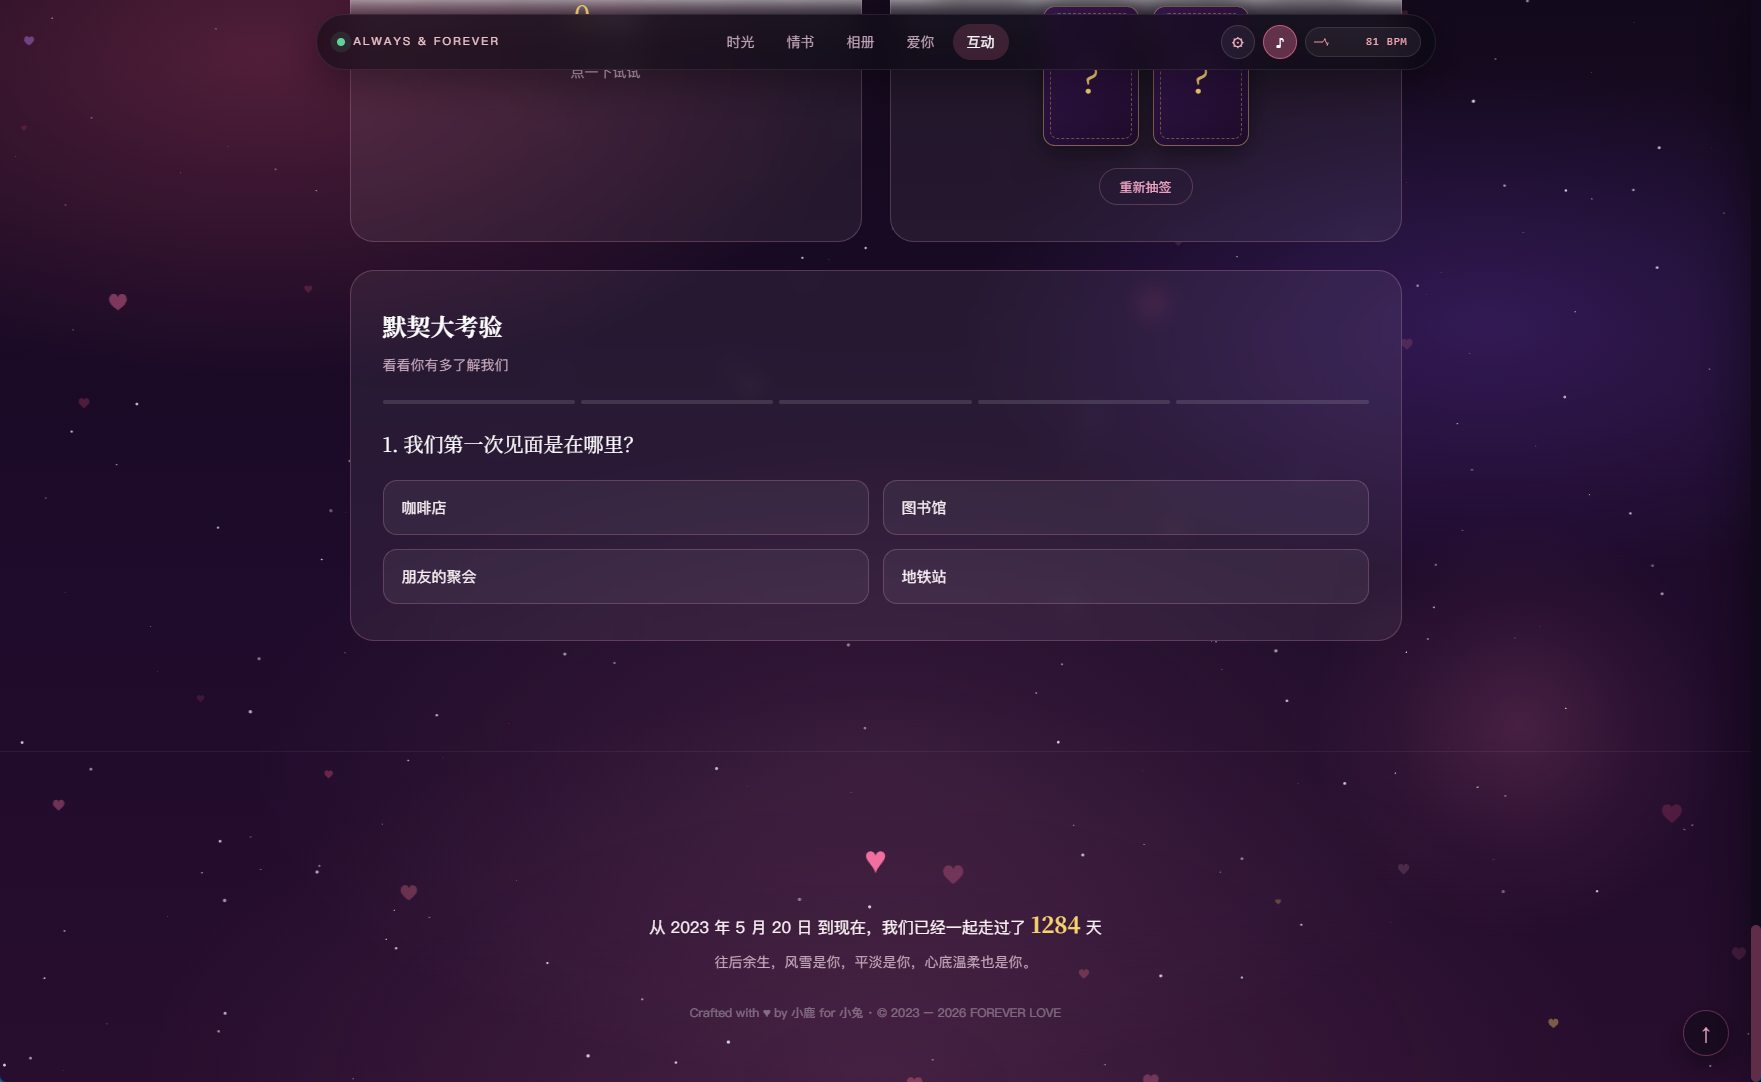 ALWAYS & FOREVER
时光 情书 相册 爱你 互动
81 BPM
点一下试试
?
?
重新抽签
默契大考验
看看你有多了解我们
1. 我们第一次见面是在哪里?
咖啡店
图书馆
朋友的聚会
地铁站
♥
从 2023 年 5 月 20 日 到现在，我们已经一起走过了 1284 天
往后余生，风雪是你，平淡是你，心底温柔也是你。
Crafted with ♥ by 小鹿 for 小兔 · © 2023 — 2026 FOREVER LOVE
↑